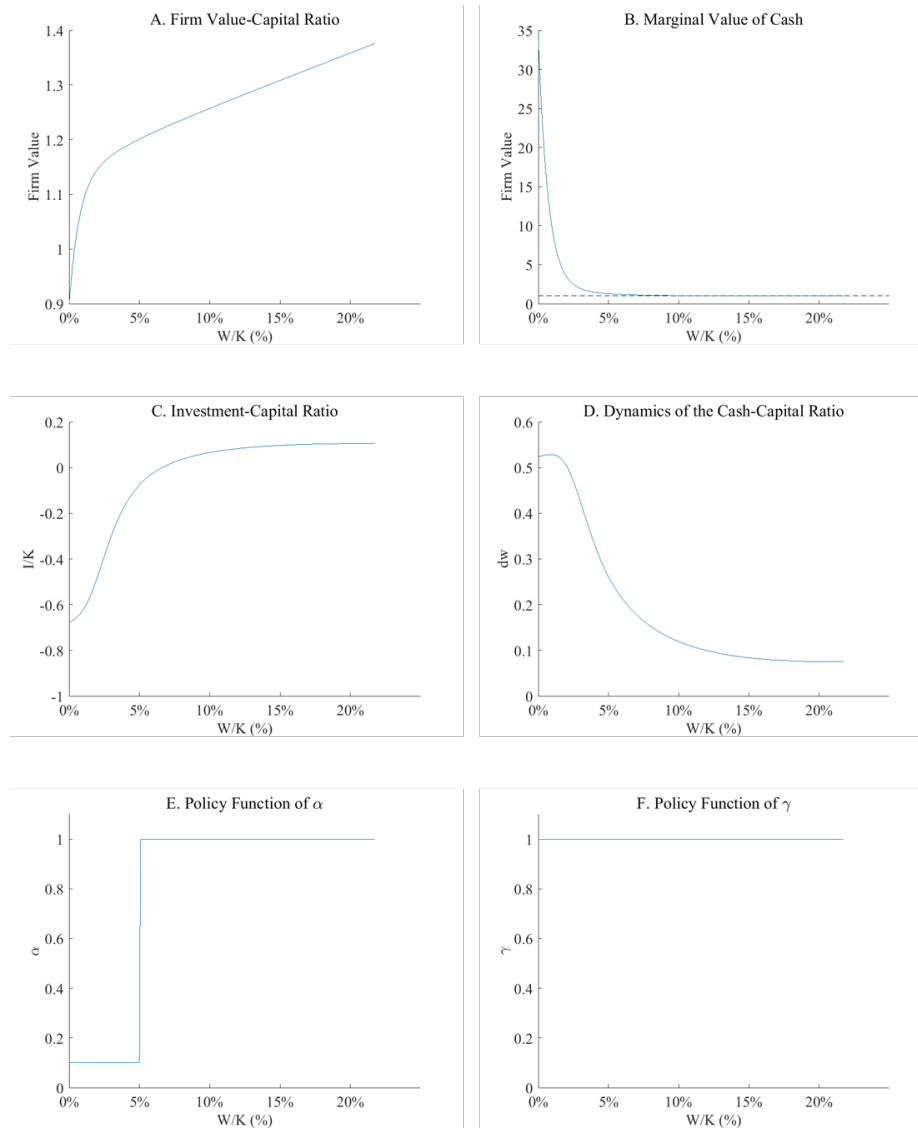 A. Firm Value-Capital Ratio
1.4
1.3
1.2
1.1
1
0.9
Firm Value
0% 5% 10% 15% 20%
W/K (%)
B. Marginal Value of Cash
35
30
25
20
15
10
5
0
Firm Value
0% 5% 10% 15% 20%
W/K (%)
C. Investment-Capital Ratio
0.2
0
-0.2
-0.4
-0.6
-0.8
-1
I/K
0% 5% 10% 15% 20%
W/K (%)
D. Dynamics of the Cash-Capital Ratio
0.6
0.5
0.4
0.3
0.2
0.1
0
dw
0% 5% 10% 15% 20%
W/K (%)
E. Policy Function of α
1
0.8
0.6
0.4
0.2
0
α
0% 5% 10% 15% 20%
W/K (%)
F. Policy Function of γ
1
0.8
0.6
0.4
0.2
0
γ
0% 5% 10% 15% 20%
W/K (%)